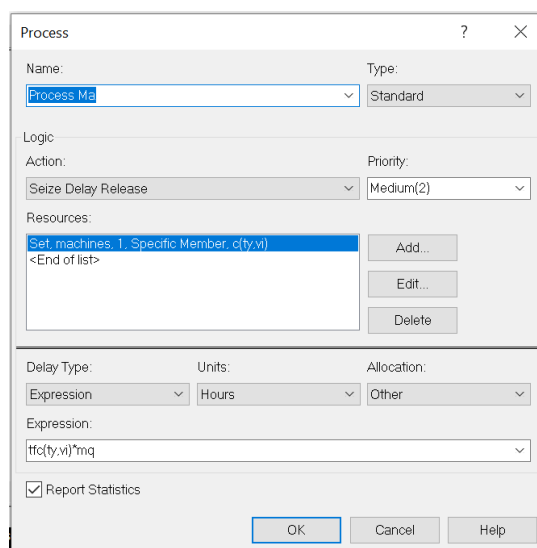 Process ?
Name: Type:
Process Ma Standard
Logic
Action: Priority:
Seize Delay Release Medium(2)
Resources:
Set, machines, 1, Specific Member, c(ty,vi)
<End of list>
Add...
Edit...
Delete
Delay Type: Units: Allocation:
Expression Hours Other
Expression:
tfc(ty,vi)*mq
Report Statistics
OK Cancel Help